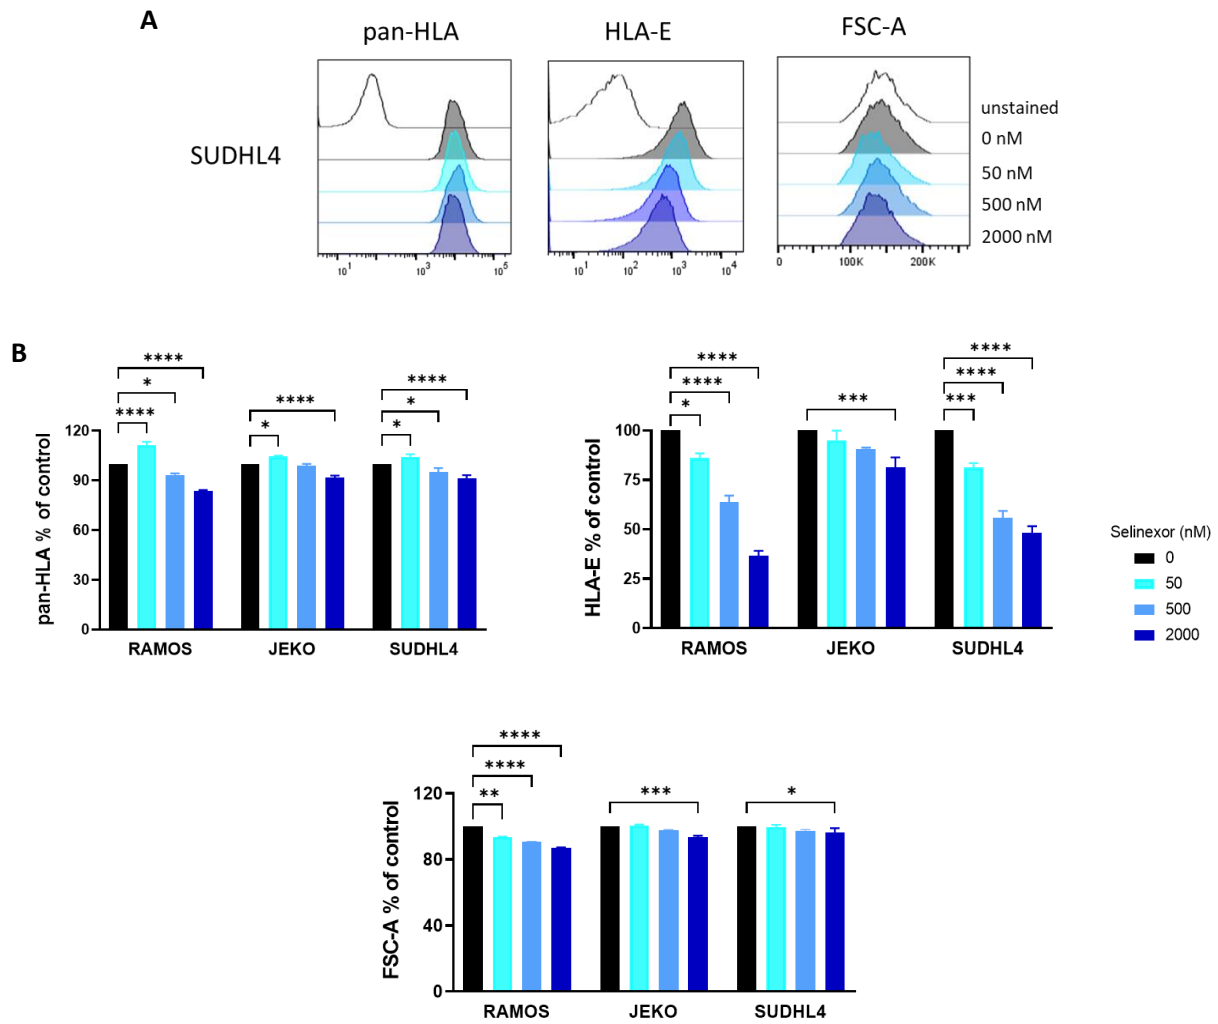 A
pan-HLA
HLA-E
FSC-A
SUDHL4
unstained
0 nM
50 nM
500 nM
2000 nM
10^1 10^3 10^5
10^1 10^2 10^3 10^4
0 100K 200K
B
pan-HLA % of control
120
90
60
30
0
**** * ****
* ****
* * ****
RAMOS JEKO SUDHL4
HLA-E % of control
100
75
50
25
0
* **** ****
***
*** **** ****
RAMOS JEKO SUDHL4
Selinexor (nM)
0
50
500
2000
FSC-A % of control
120
80
40
0
** **** ****
***
*
RAMOS JEKO SUDHL4